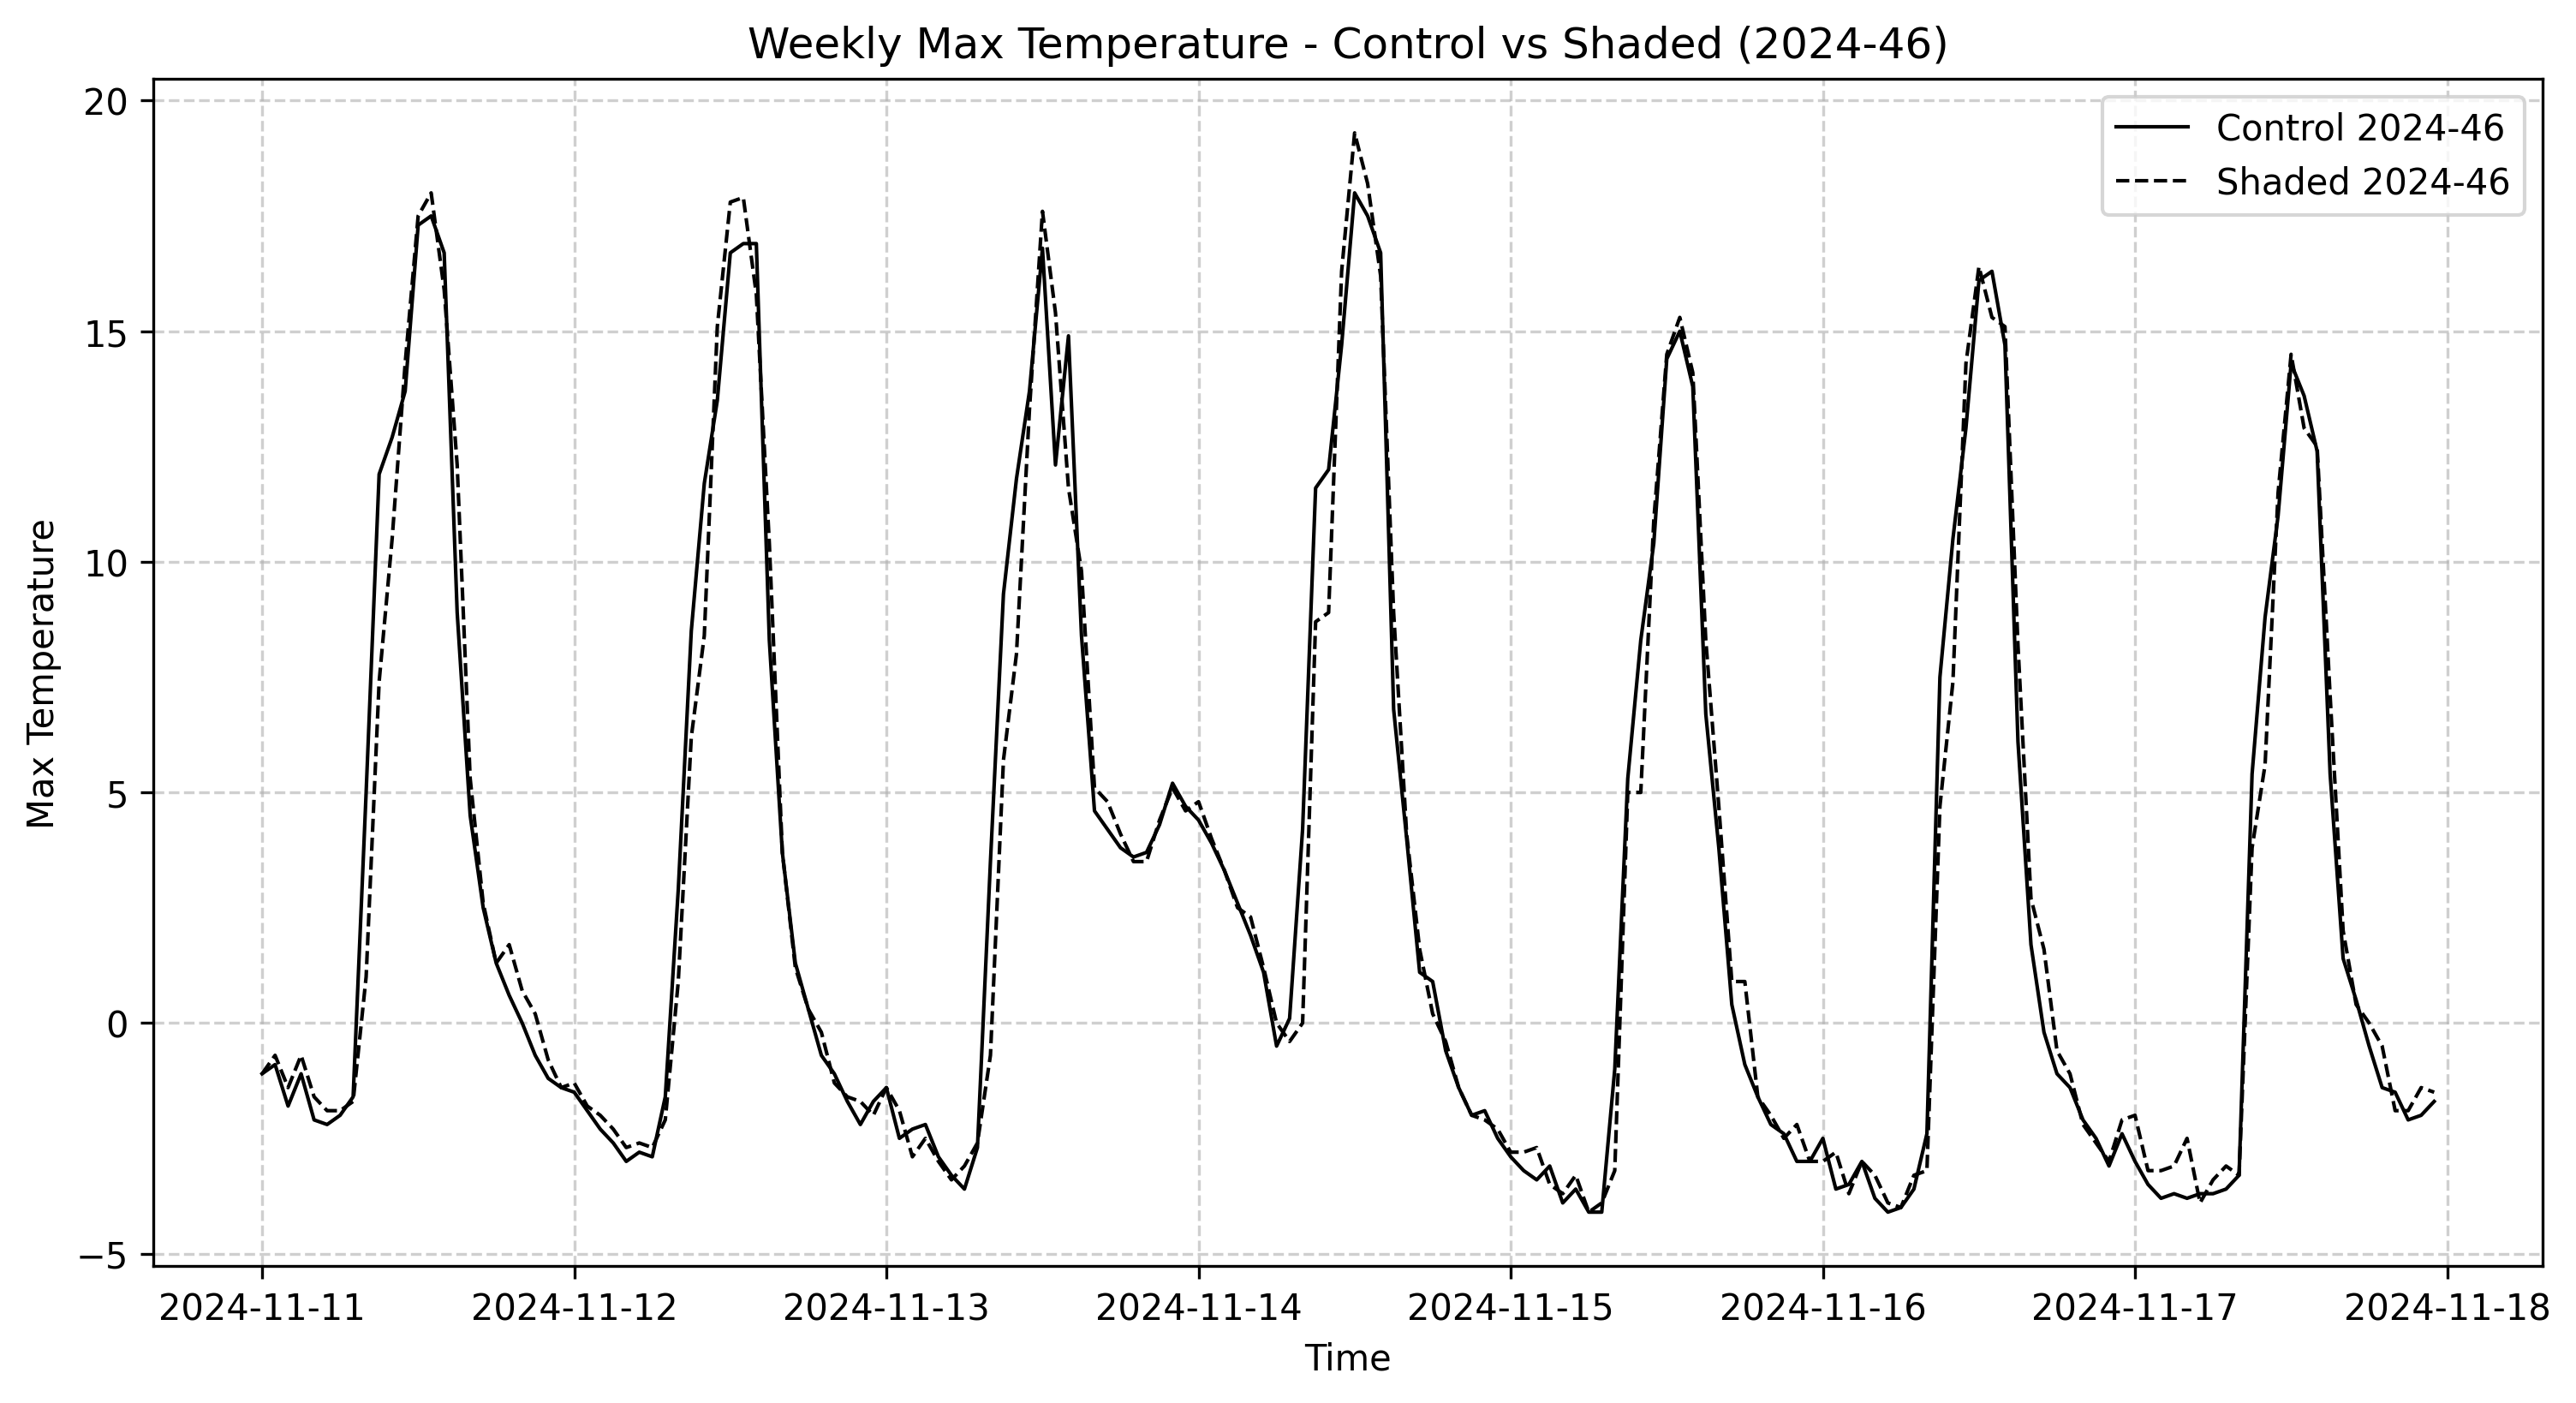 Weekly Max Temperature - Control vs Shaded (2024-46)
Control 2024-46
Shaded 2024-46
Max Temperature
20
15
10
5
0
−5
2024-11-11 2024-11-12 2024-11-13 2024-11-14 2024-11-15 2024-11-16 2024-11-17 2024-11-18
Time